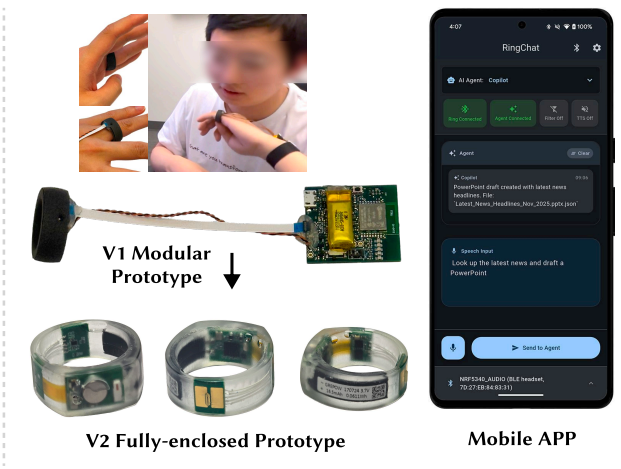 4:07
100%
RingChat
AI Agent: Copilot
Ring Connected
Agent Connected
Filter Off
TTS Off
Agent
Clear
Copilot
09:06
PowerPoint draft created with latest news
headlines. File:
'Latest_News_Headlines_Nov_2025.pptx.json'
Speech Input
Look up the latest news and draft a
PowerPoint
Send to Agent
NRF5340_AUDIO (BLE headset,
7D:27:EB:84:83:31)
V1 Modular
Prototype
V2 Fully-enclosed Prototype
Mobile APP